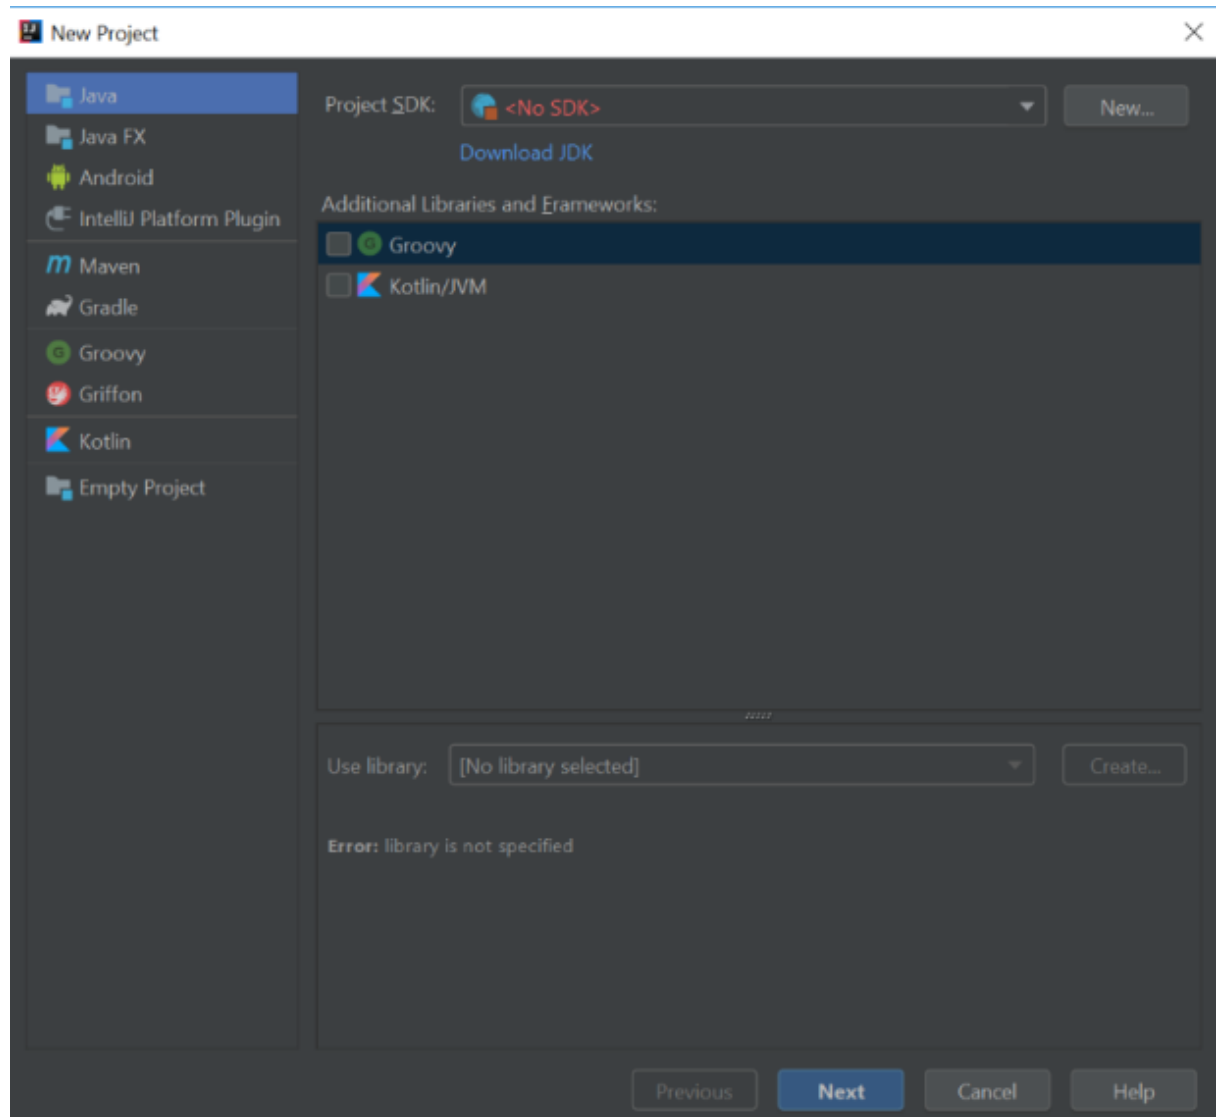 New Project
Java
Java FX
Android
IntelliJ Platform Plugin
Maven
Gradle
Groovy
Griffon
Kotlin
Empty Project
Project SDK: <No SDK> New...
Download JDK
Additional Libraries and Frameworks:
Groovy
Kotlin/JVM
Use library: [No library selected] Create...
Error: library is not specified
Previous Next Cancel Help